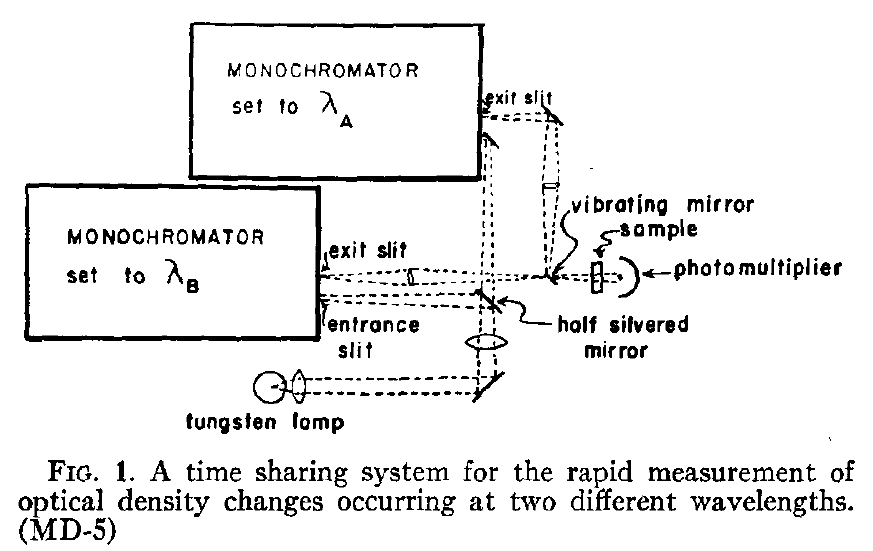 MONOCHROMATOR
set to λA
exit slit
vibrating mirror
sample
MONOCHROMATOR
set to λB
exit slit
photomultiplier
entrance
slit
half silvered
mirror
tungsten lamp
FIG. 1. A time sharing system for the rapid measurement of
optical density changes occurring at two different wavelengths.
(MD-5)